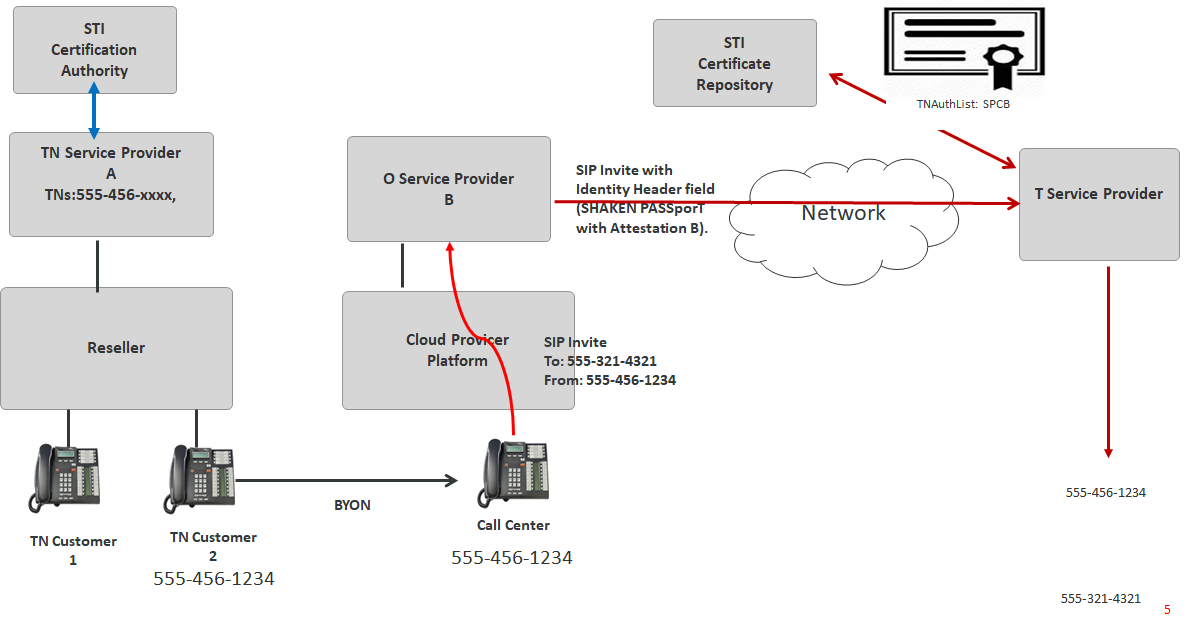 STI
Certification
Authority
STI
Certificate
Repository
TNAuthList: SPCB
TN Service Provider
A
TNs:555-456-xxxx,
O Service Provider
B
SIP Invite with
Identity Header field
(SHAKEN PASSporT
with Attestation B).
Network
T Service Provider
Reseller
Cloud Provicer
Platform
SIP Invite
To: 555-321-4321
From: 555-456-1234
BYON
TN Customer
1
TN Customer
2
555-456-1234
Call Center
555-456-1234
555-456-1234
555-321-4321
5